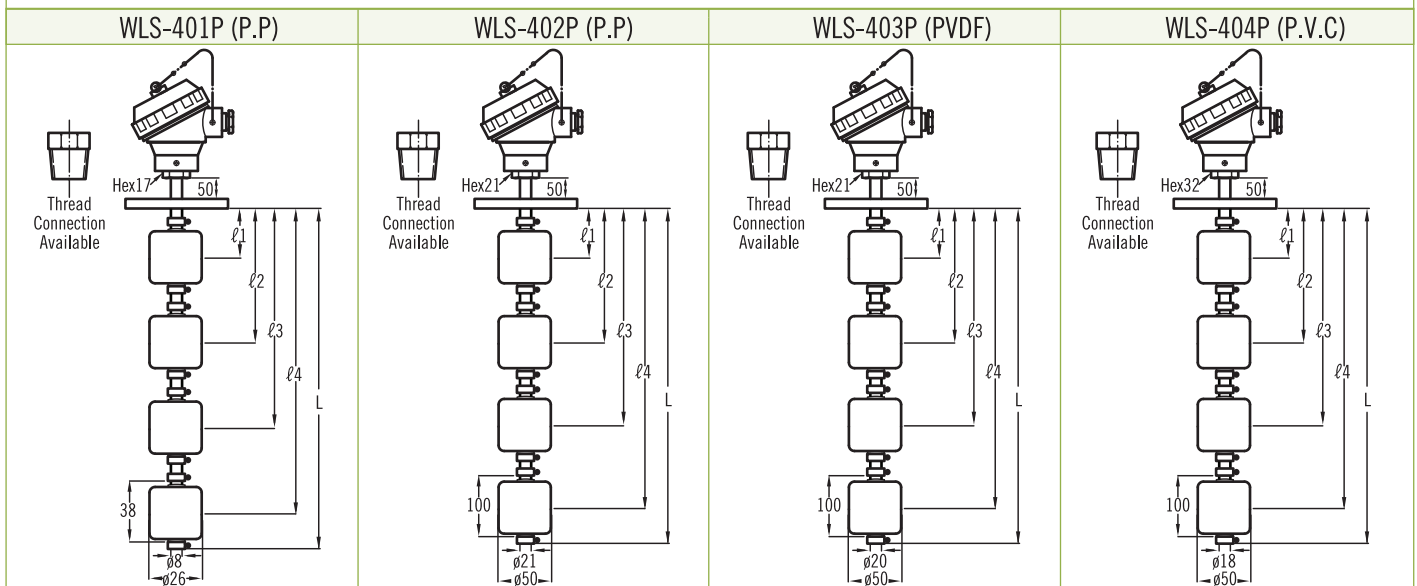 WLS-401P (P.P)
WLS-402P (P.P)
WLS-403P (PVDF)
WLS-404P (P.V.C)
Hex17
50
Thread
Connection
Available
ℓ1
ℓ2
ℓ3
ℓ4
L
38
ø8
ø26
Hex21
50
Thread
Connection
Available
ℓ1
ℓ2
ℓ3
ℓ4
L
100
ø21
ø50
Hex21
50
Thread
Connection
Available
ℓ1
ℓ2
ℓ3
ℓ4
L
100
ø20
ø50
Hex32
50
Thread
Connection
Available
ℓ1
ℓ2
ℓ3
ℓ4
L
100
ø18
ø50